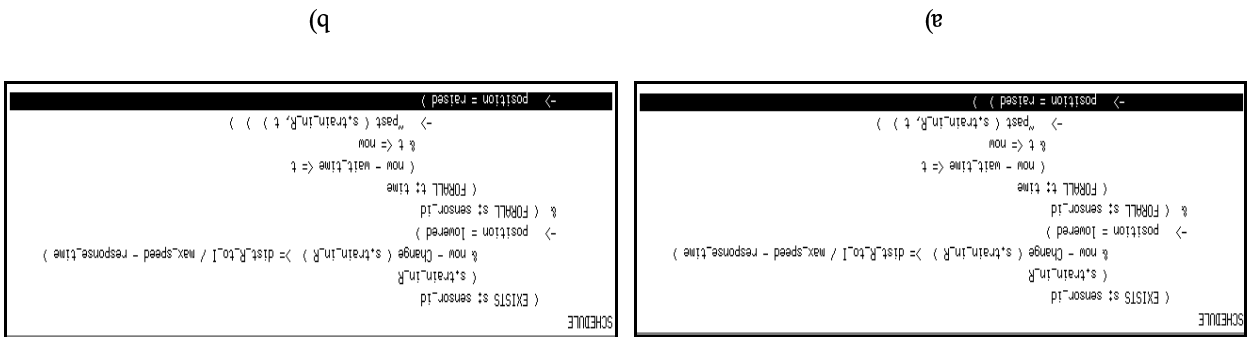 SCHEDULE
( EXISTS s: sensor_id
( s.train_in_R
& now - Change ( s.train_in_R ) >= dist_R_to_I / max_speed - response_time )
-> position = lowered )
& ( FORALL s: sensor_id
( FORALL t: time
( now - wait_time <= t
& t <= now
-> ~past ( s.train_in_R, t ) )
-> position = raised ) )
a)
SCHEDULE
( EXISTS s: sensor_id
( s.train_in_R
& now - Change ( s.train_in_R ) >= dist_R_to_I / max_speed - response_time )
-> position = lowered )
& ( FORALL s: sensor_id
( FORALL t: time
( now - wait_time <= t
& t <= now
-> ~past ( s.train_in_R, t ) ) )
-> position = raised )
b)